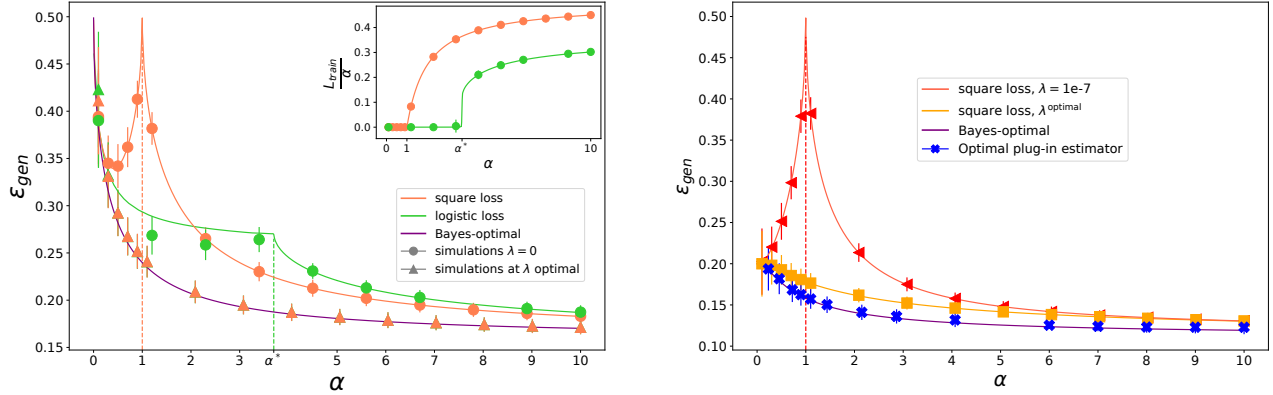 0.50
0.45
0.40
0.35
0.30
0.25
0.20
0.15
ε_gen
0 1 2 3 α* 5 6 7 8 9 10
α
0.4
0.2
0.0
L_train
α
0 1 α* 10
α
square loss
logistic loss
Bayes-optimal
simulations λ = 0
simulations at λ optimal
0.50
0.45
0.40
0.35
0.30
0.25
0.20
0.15
0.10
ε_gen
0 1 2 3 4 5 6 7 8 9 10
α
square loss, λ = 1e-7
square loss, λ^optimal
Bayes-optimal
Optimal plug-in estimator